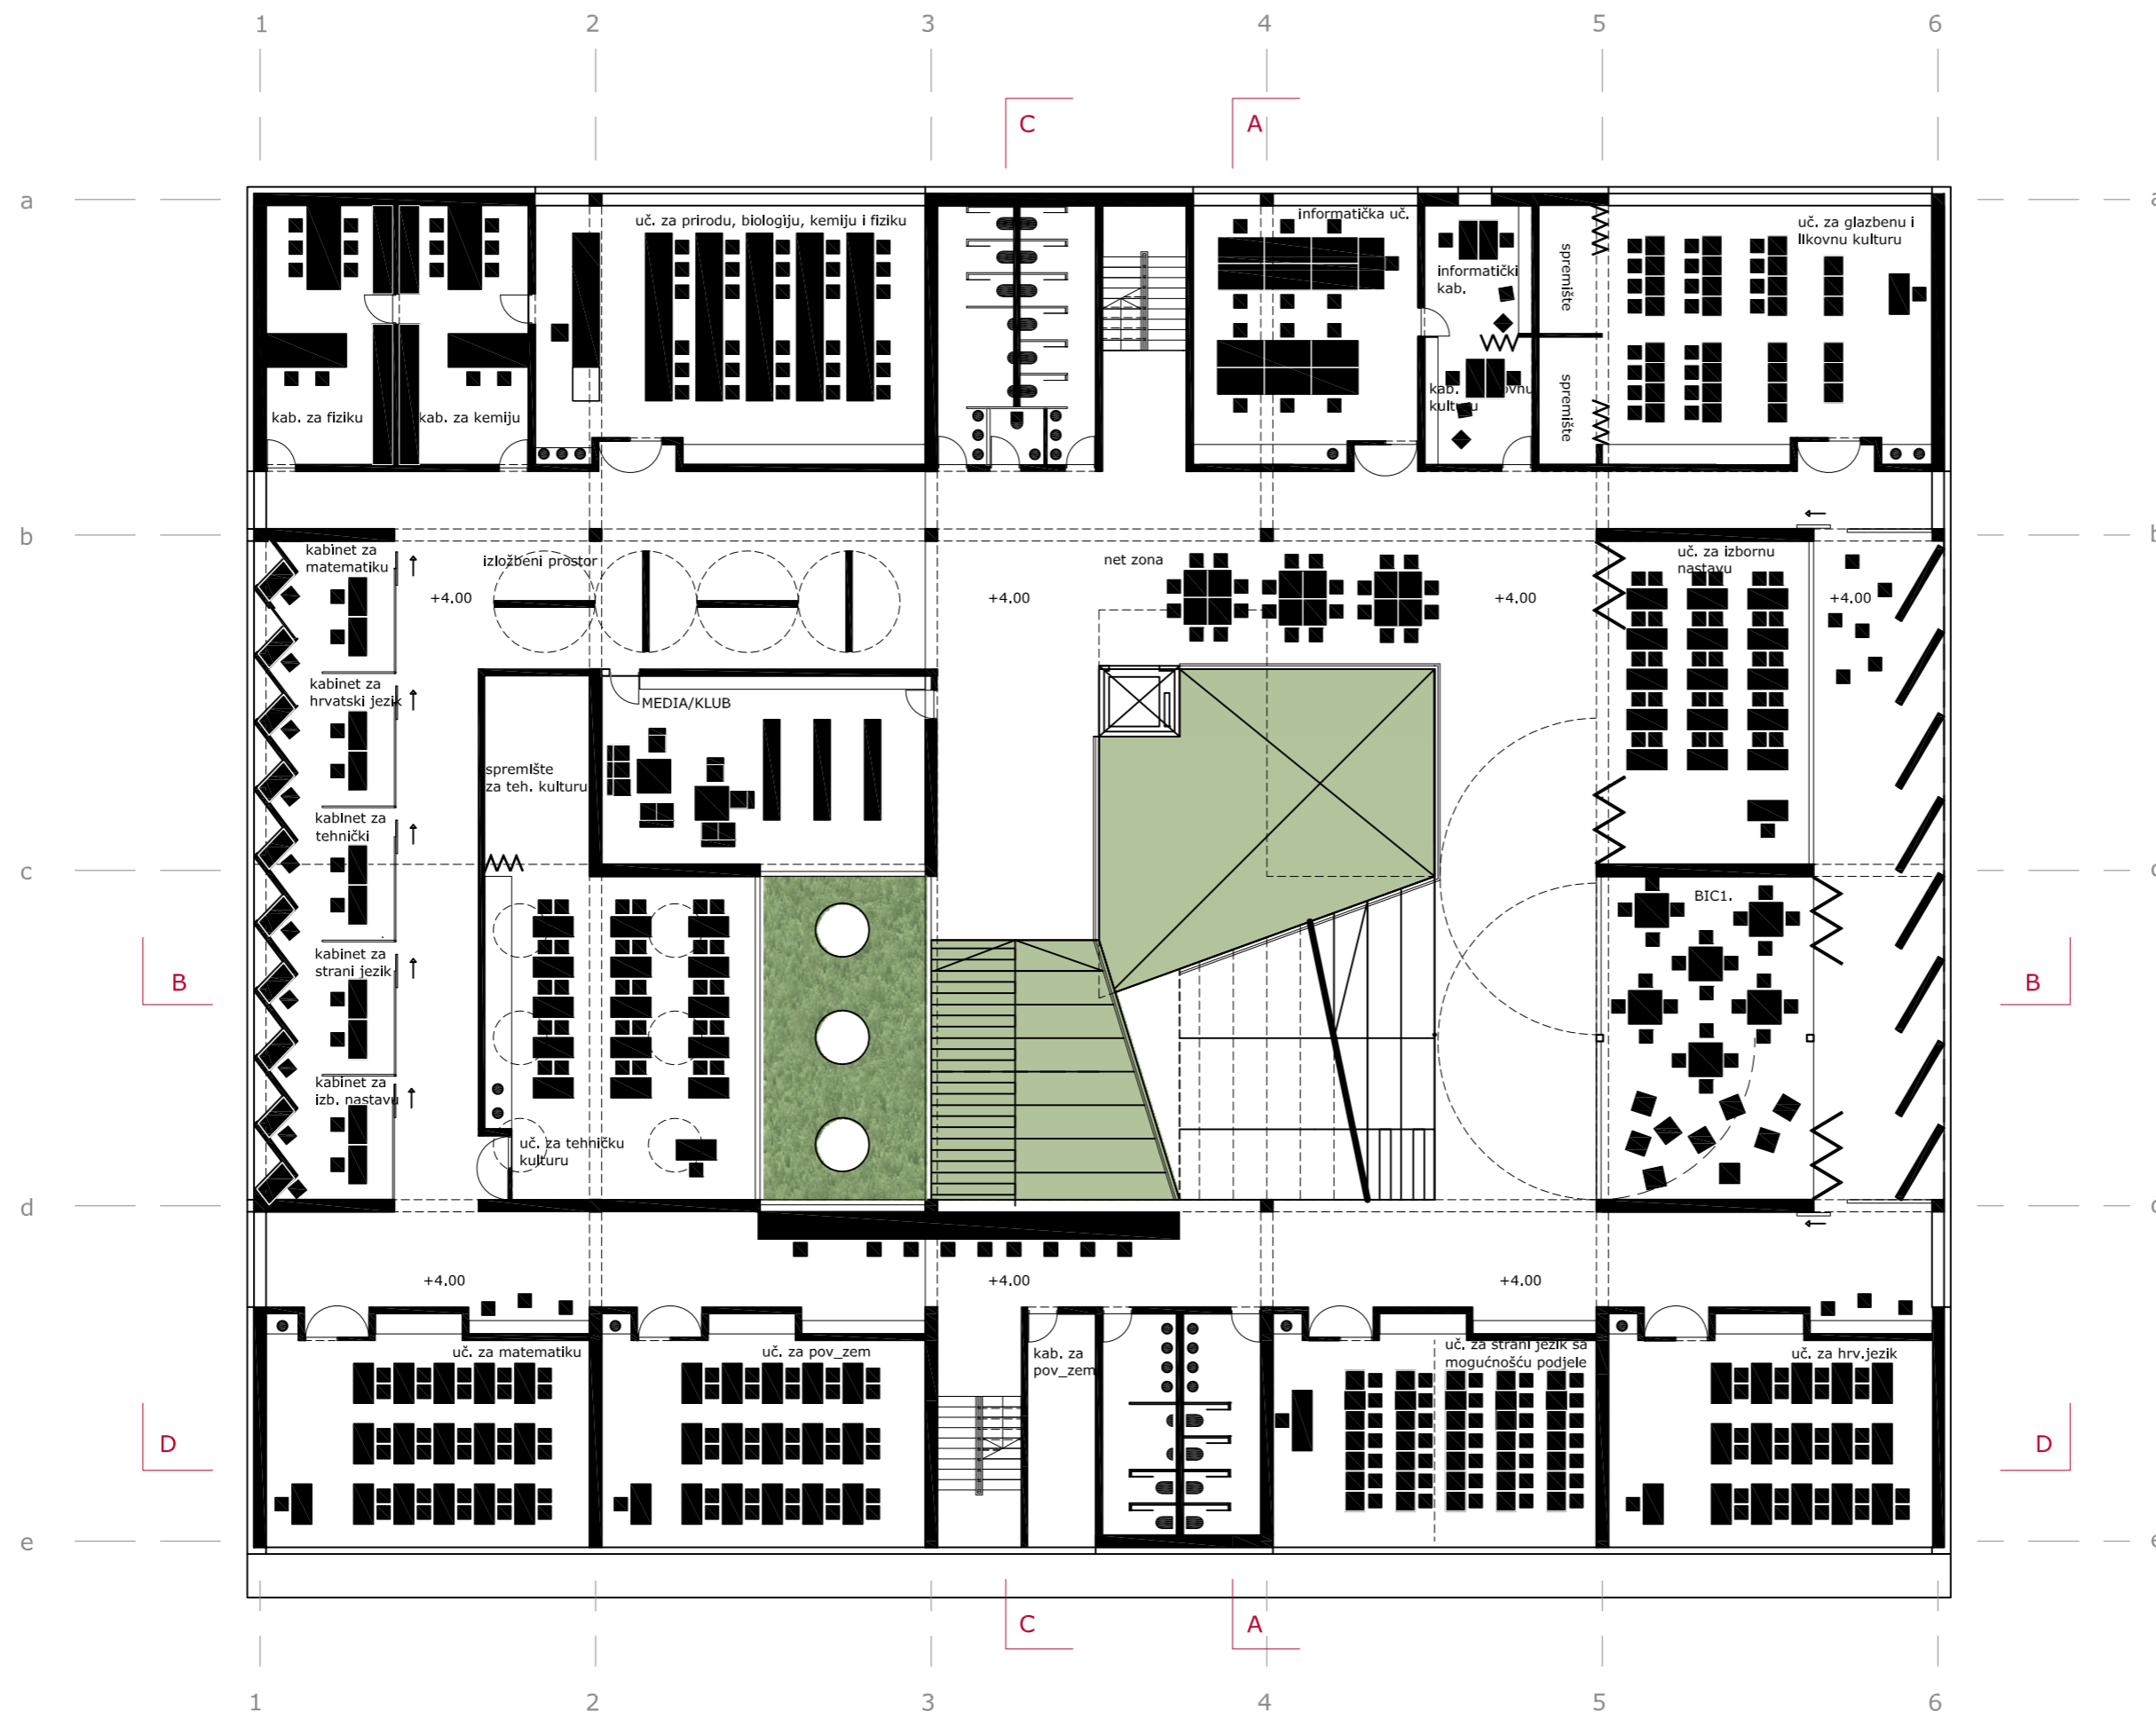 1 2 3 4 5 6
C A
a a
uč. za prirodu, biologiju, kemiju i fiziku
informatička uč.
uč. za glazbenu i
likovnu kulturu
informatički
kab.
spremište
spremište
kab. za fiziku
kab. za kemiju
kab. ovnu
kulturu
b b
kabinet za
matematiku
izložbeni prostor
net zona
uč. za izbornu
nastavu
+4.00 +4.00 +4.00 +4.00
kabinet za
hrvatski jezik
MEDIA/KLUB
spremište
za teh. kulturu
kabinet za
tehnički
c
BIC1.
kabinet za
strani jezik
B B
kabinet za
izb. nastavu
uč. za tehničku
kulturu
d
+4.00 +4.00 +4.00
uč. za matematiku
uč. za pov_zem
kab. za
pov_zem
uč. za strani jezik sa
mogućnošću podjele
uč. za hrv.jezik
D D
e e
C A
1 2 3 4 5 6